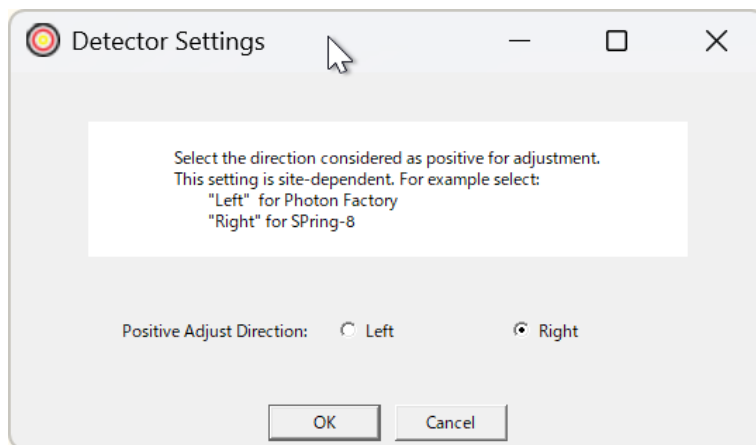 Detector Settings
Select the direction considered as positive for adjustment.
This setting is site-dependent. For example select:
"Left"  for Photon Factory
"Right" for SPring-8
Positive Adjust Direction: Left Right
OK Cancel